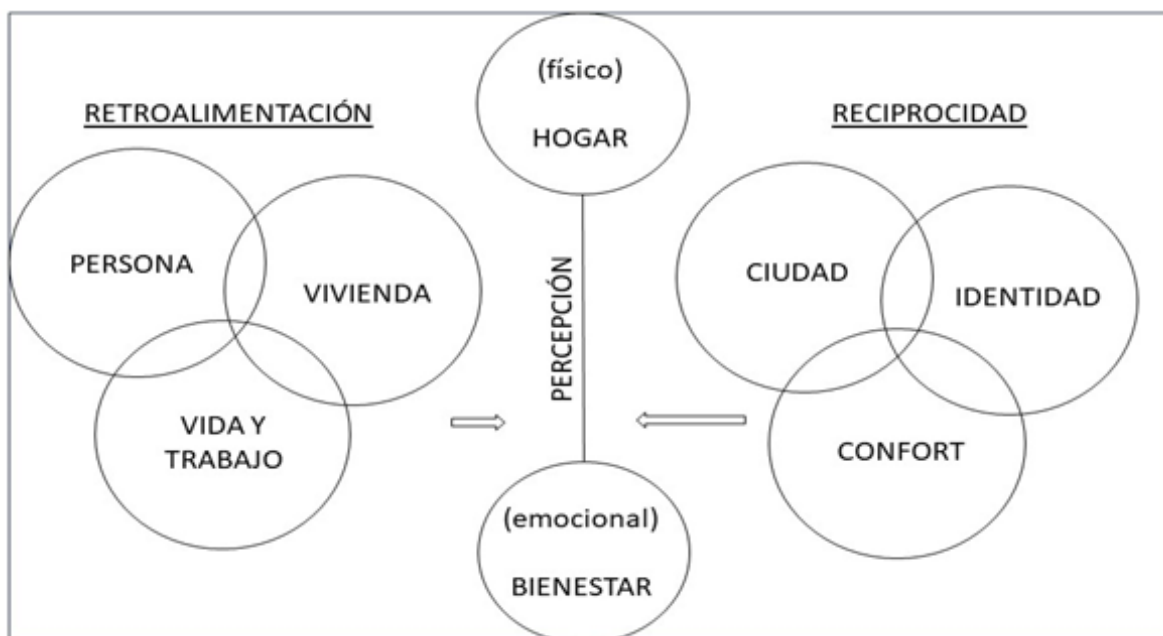 RETROALIMENTACIÓN
PERSONA
VIVIENDA
VIDA Y
TRABAJO
(físico)
HOGAR
PERCEPCIÓN
(emocional)
BIENESTAR
RECIPROCIDAD
CIUDAD
IDENTIDAD
CONFORT